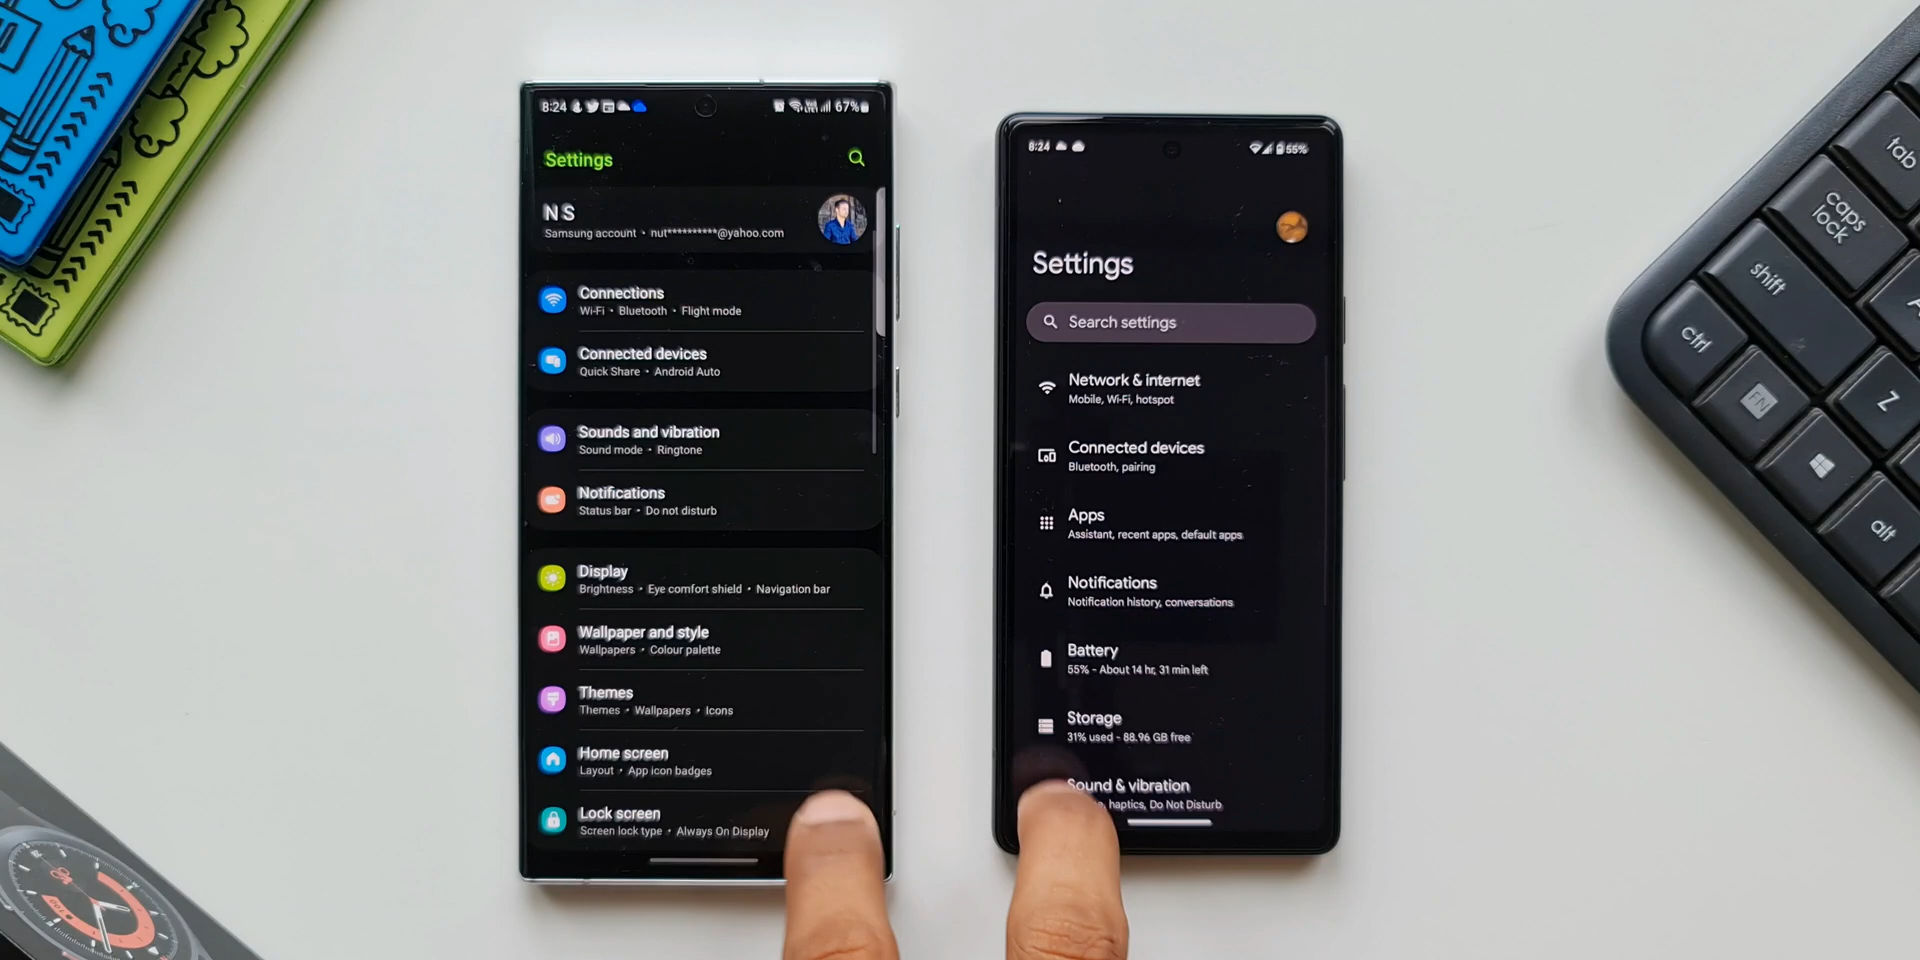 8:24
67%
Settings
N S
Samsung account • nut**********@yahoo.com
Connections
Wi-Fi • Bluetooth • Flight mode
Connected devices
Quick Share • Android Auto
Sounds and vibration
Sound mode • Ringtone
Notifications
Status bar • Do not disturb
Display
Brightness • Eye comfort shield • Navigation bar
Wallpaper and style
Wallpapers • Colour palette
Themes
Themes • Wallpapers • Icons
Home screen
Layout • App icon badges
Lock screen
Screen lock type • Always On Display
8:24
55%
Settings
Search settings
Network & internet
Mobile, Wi-Fi, hotspot
Connected devices
Bluetooth, pairing
Apps
Assistant, recent apps, default apps
Notifications
Notification history, conversations
Battery
55% - About 14 hr, 31 min left
Storage
31% used - 88.96 GB free
Sound & vibration
haptics, Do Not Disturb
tab
caps lock
shift
ctrl
FN
Z
alt